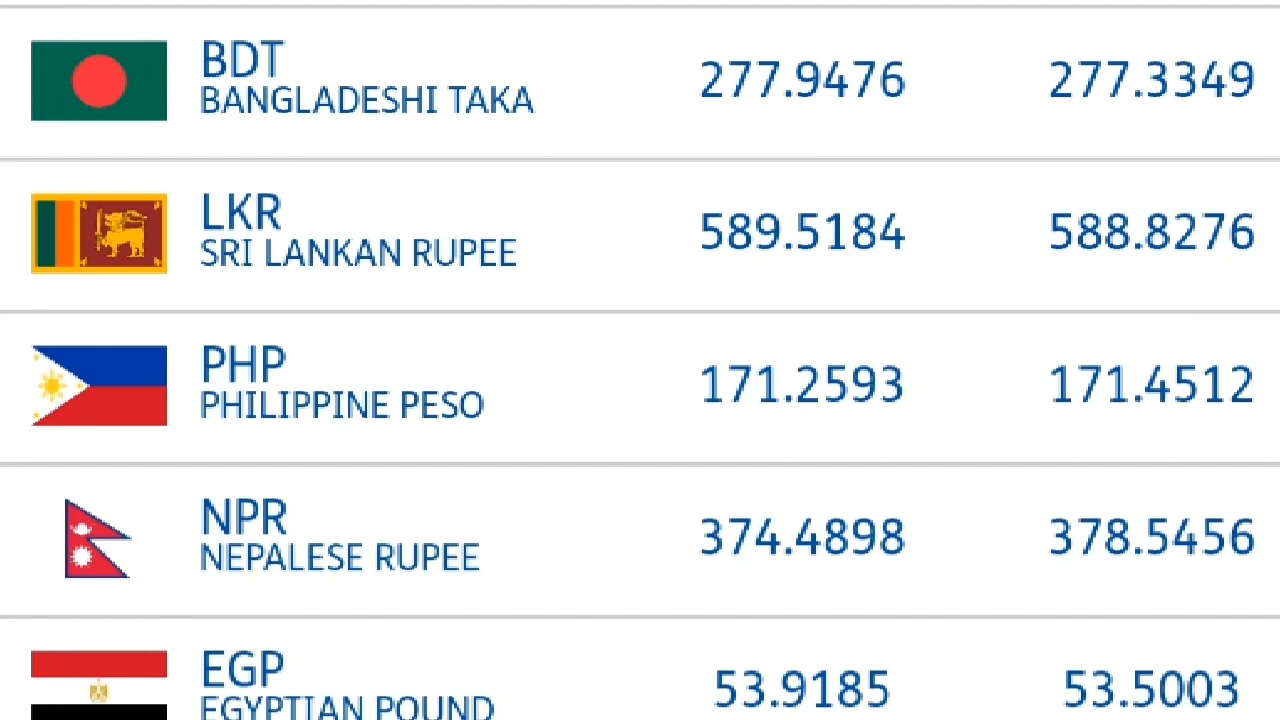 BDT
BANGLADESHI TAKA
277.9476 277.3349
LKR
SRI LANKAN RUPEE
589.5184 588.8276
PHP
PHILIPPINE PESO
171.2593 171.4512
NPR
NEPALESE RUPEE
374.4898 378.5456
EGP
EGYPTIAN POUND
53.9185 53.5003